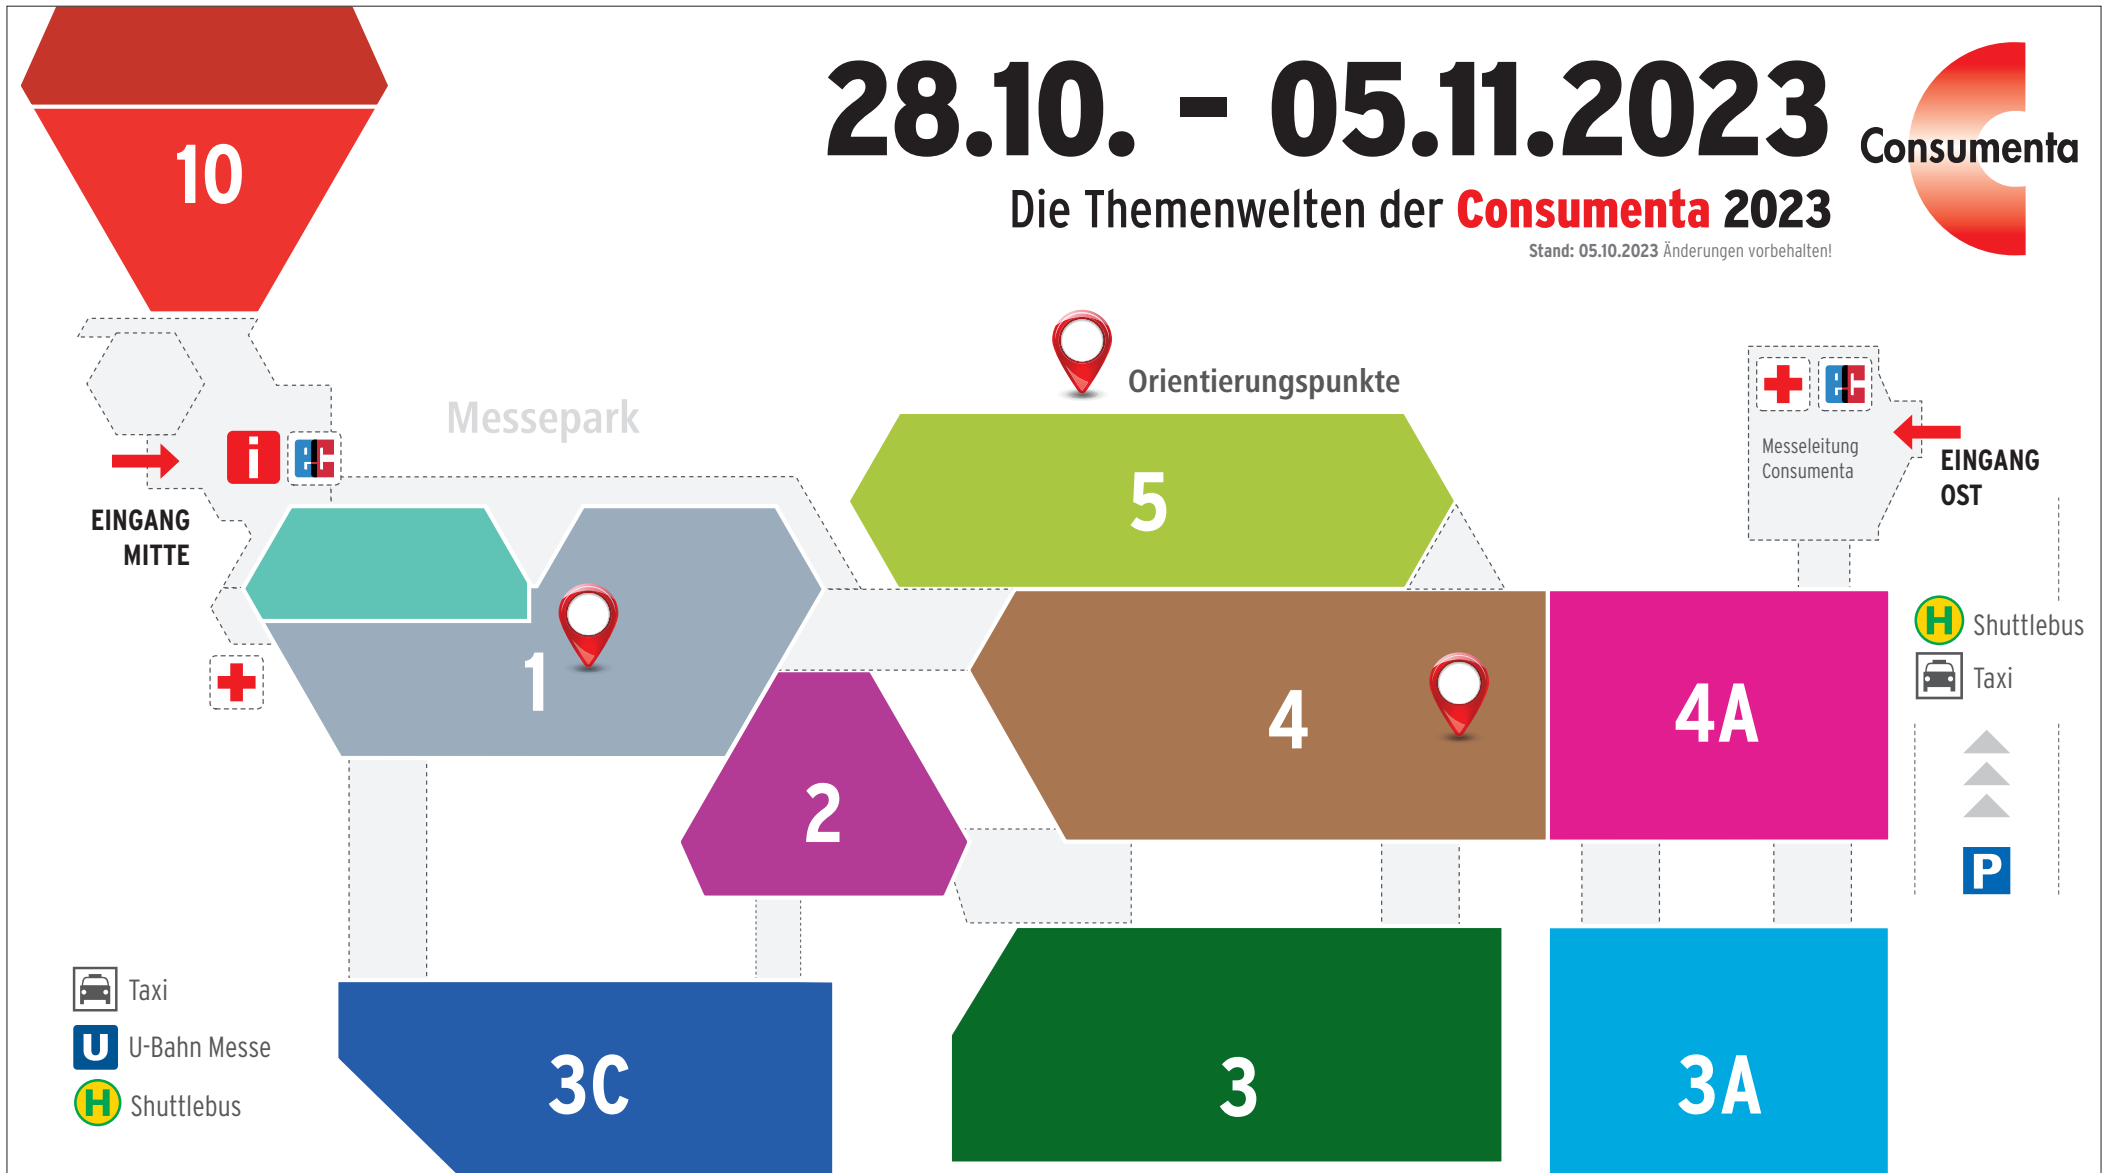 28.10. – 05.11.2023
Consumenta
Die Themenwelten der Consumenta 2023
Stand: 05.10.2023 Änderungen vorbehalten!
10
Orientierungspunkte
Messepark
i
ec
ec
Messeleitung
Consumenta
EINGANG
OST
EINGANG
MITTE
5
H Shuttlebus
Taxi
1
4
4A
2
P
Taxi
U U-Bahn Messe
H Shuttlebus
3C
3
3A